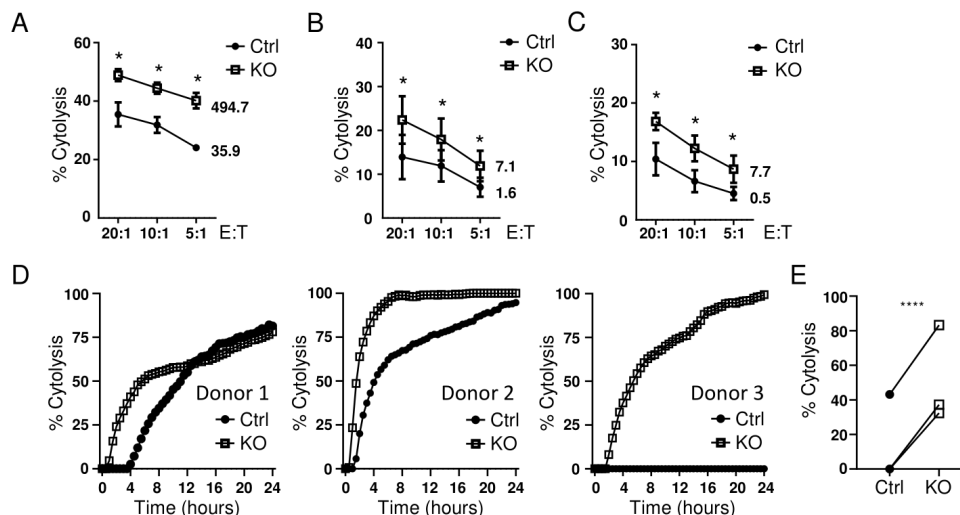 A
% Cytolysis
60
40
20
0
20:1 10:1 5:1 E:T
Ctrl
KO
* * *
494.7
35.9
B
% Cytolysis
40
30
20
10
0
20:1 10:1 5:1 E:T
Ctrl
KO
* * *
7.1
1.6
C
% Cytolysis
30
20
10
0
20:1 10:1 5:1 E:T
Ctrl
KO
* * *
7.7
0.5
D
% Cytolysis
100
75
50
25
0
0 4 8 12 16 20 24
Time (hours)
Donor 1
Ctrl
KO
% Cytolysis
100
75
50
25
0
0 4 8 12 16 20 24
Time (hours)
Donor 2
Ctrl
KO
% Cytolysis
100
75
50
25
0
0 4 8 12 16 20 24
Time (hours)
Donor 3
Ctrl
KO
E
% Cytolysis
100
80
60
40
20
0
****
Ctrl KO